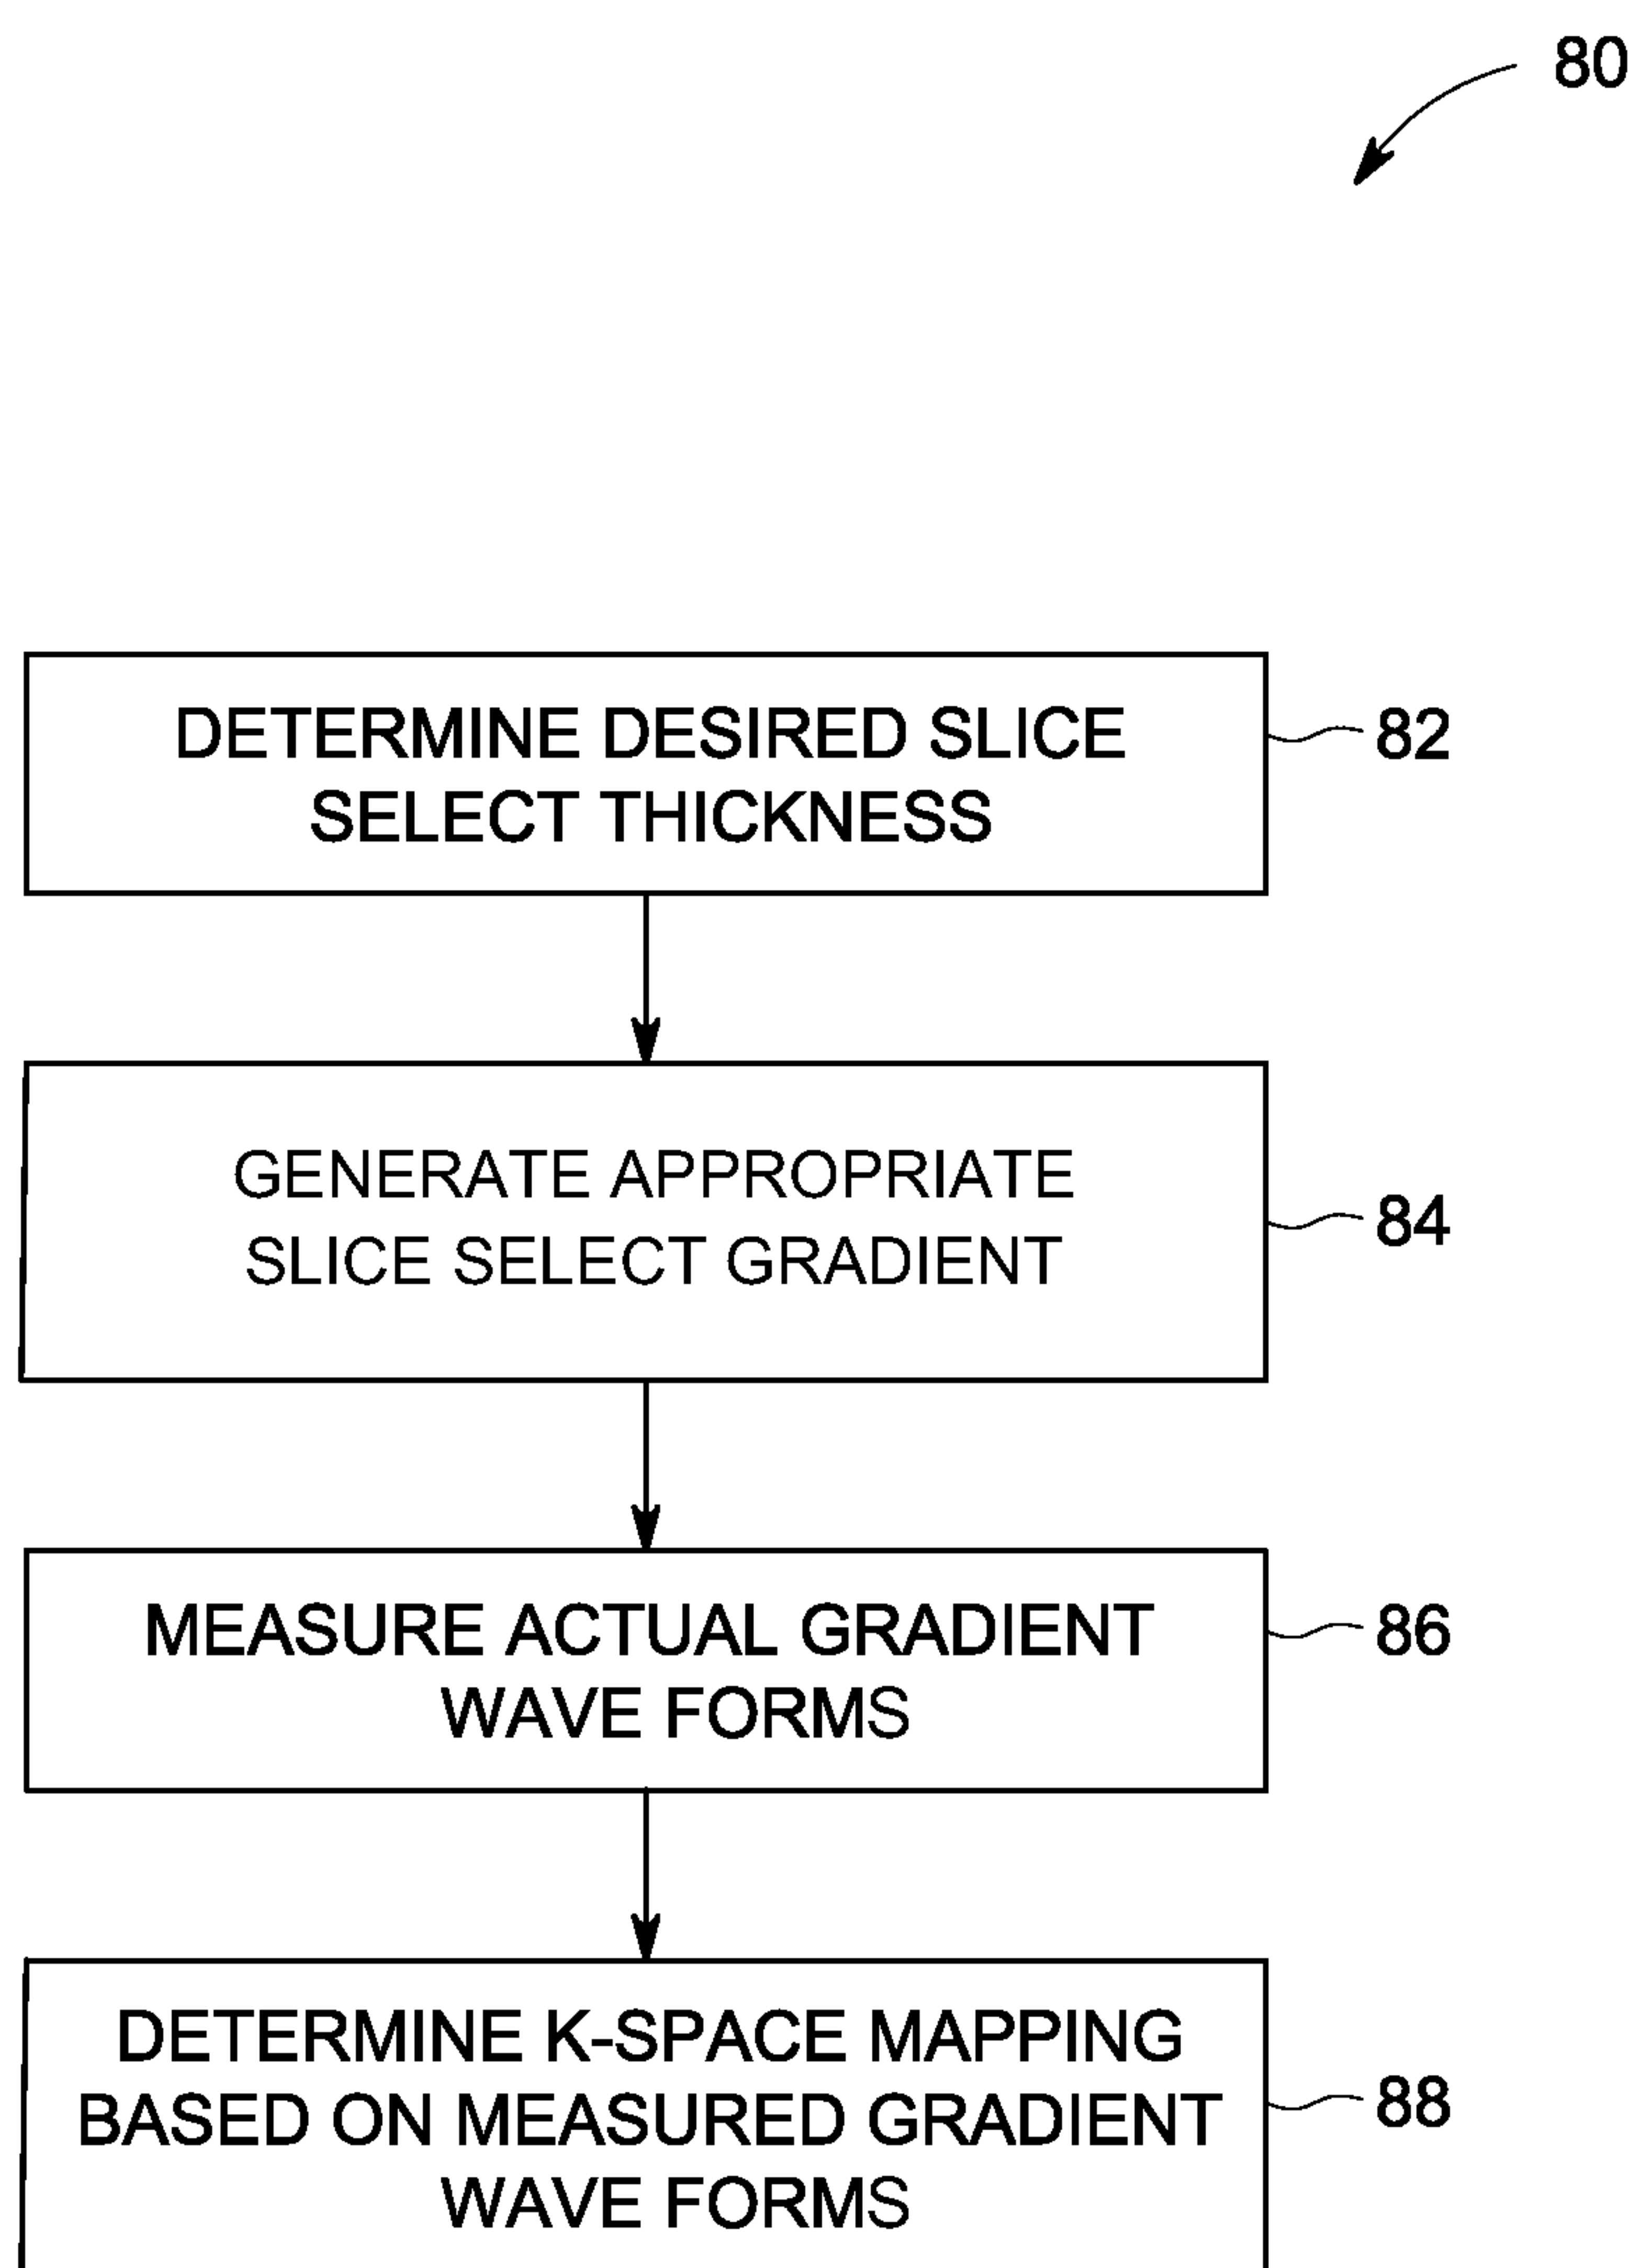 80
DETERMINE DESIRED SLICE
SELECT THICKNESS
82
GENERATE APPROPRIATE
SLICE SELECT GRADIENT
84
MEASURE ACTUAL GRADIENT
WAVE FORMS
86
DETERMINE K-SPACE MAPPING
BASED ON MEASURED GRADIENT
WAVE FORMS
88